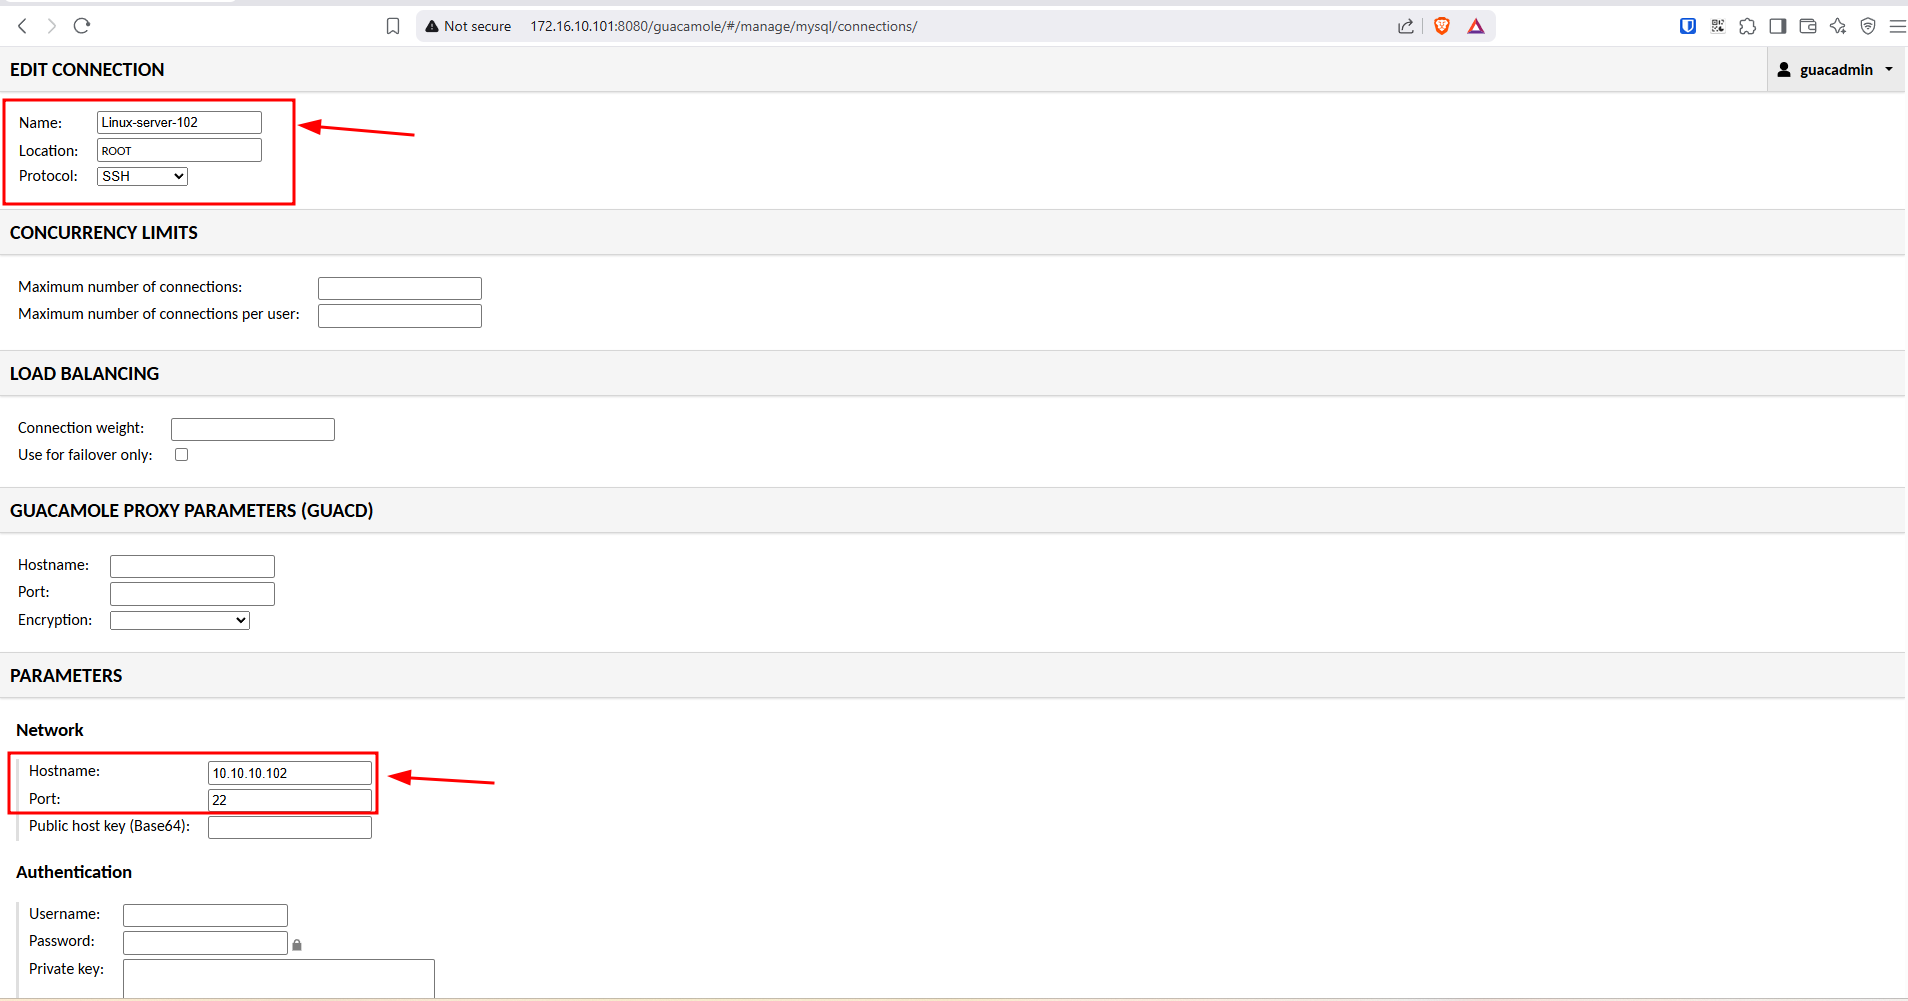 Not secure 172.16.10.101:8080/guacamole/#/manage/mysql/connections/
EDIT CONNECTION
guacadmin
Name: Linux-server-102
Location: ROOT
Protocol: SSH
CONCURRENCY LIMITS
Maximum number of connections:
Maximum number of connections per user:
LOAD BALANCING
Connection weight:
Use for failover only:
GUACAMOLE PROXY PARAMETERS (GUACD)
Hostname:
Port:
Encryption:
PARAMETERS
Network
Hostname: 10.10.10.102
Port: 22
Public host key (Base64):
Authentication
Username:
Password:
Private key: